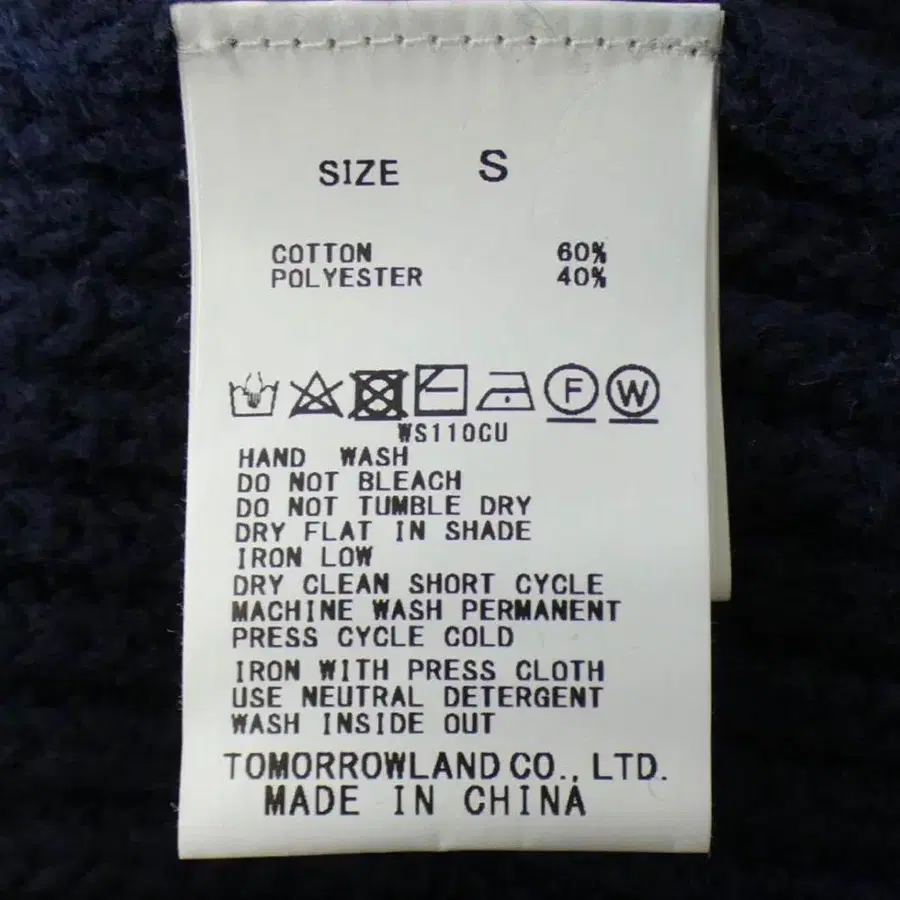 SIZE S
COTTON 60%
POLYESTER 40%
F W
WS110CU
HAND WASH
DO NOT BLEACH
DO NOT TUMBLE DRY
DRY FLAT IN SHADE
IRON LOW
DRY CLEAN SHORT CYCLE
MACHINE WASH PERMANENT
PRESS CYCLE COLD
IRON WITH PRESS CLOTH
USE NEUTRAL DETERGENT
WASH INSIDE OUT
TOMORROWLAND CO., LTD.
MADE IN CHINA